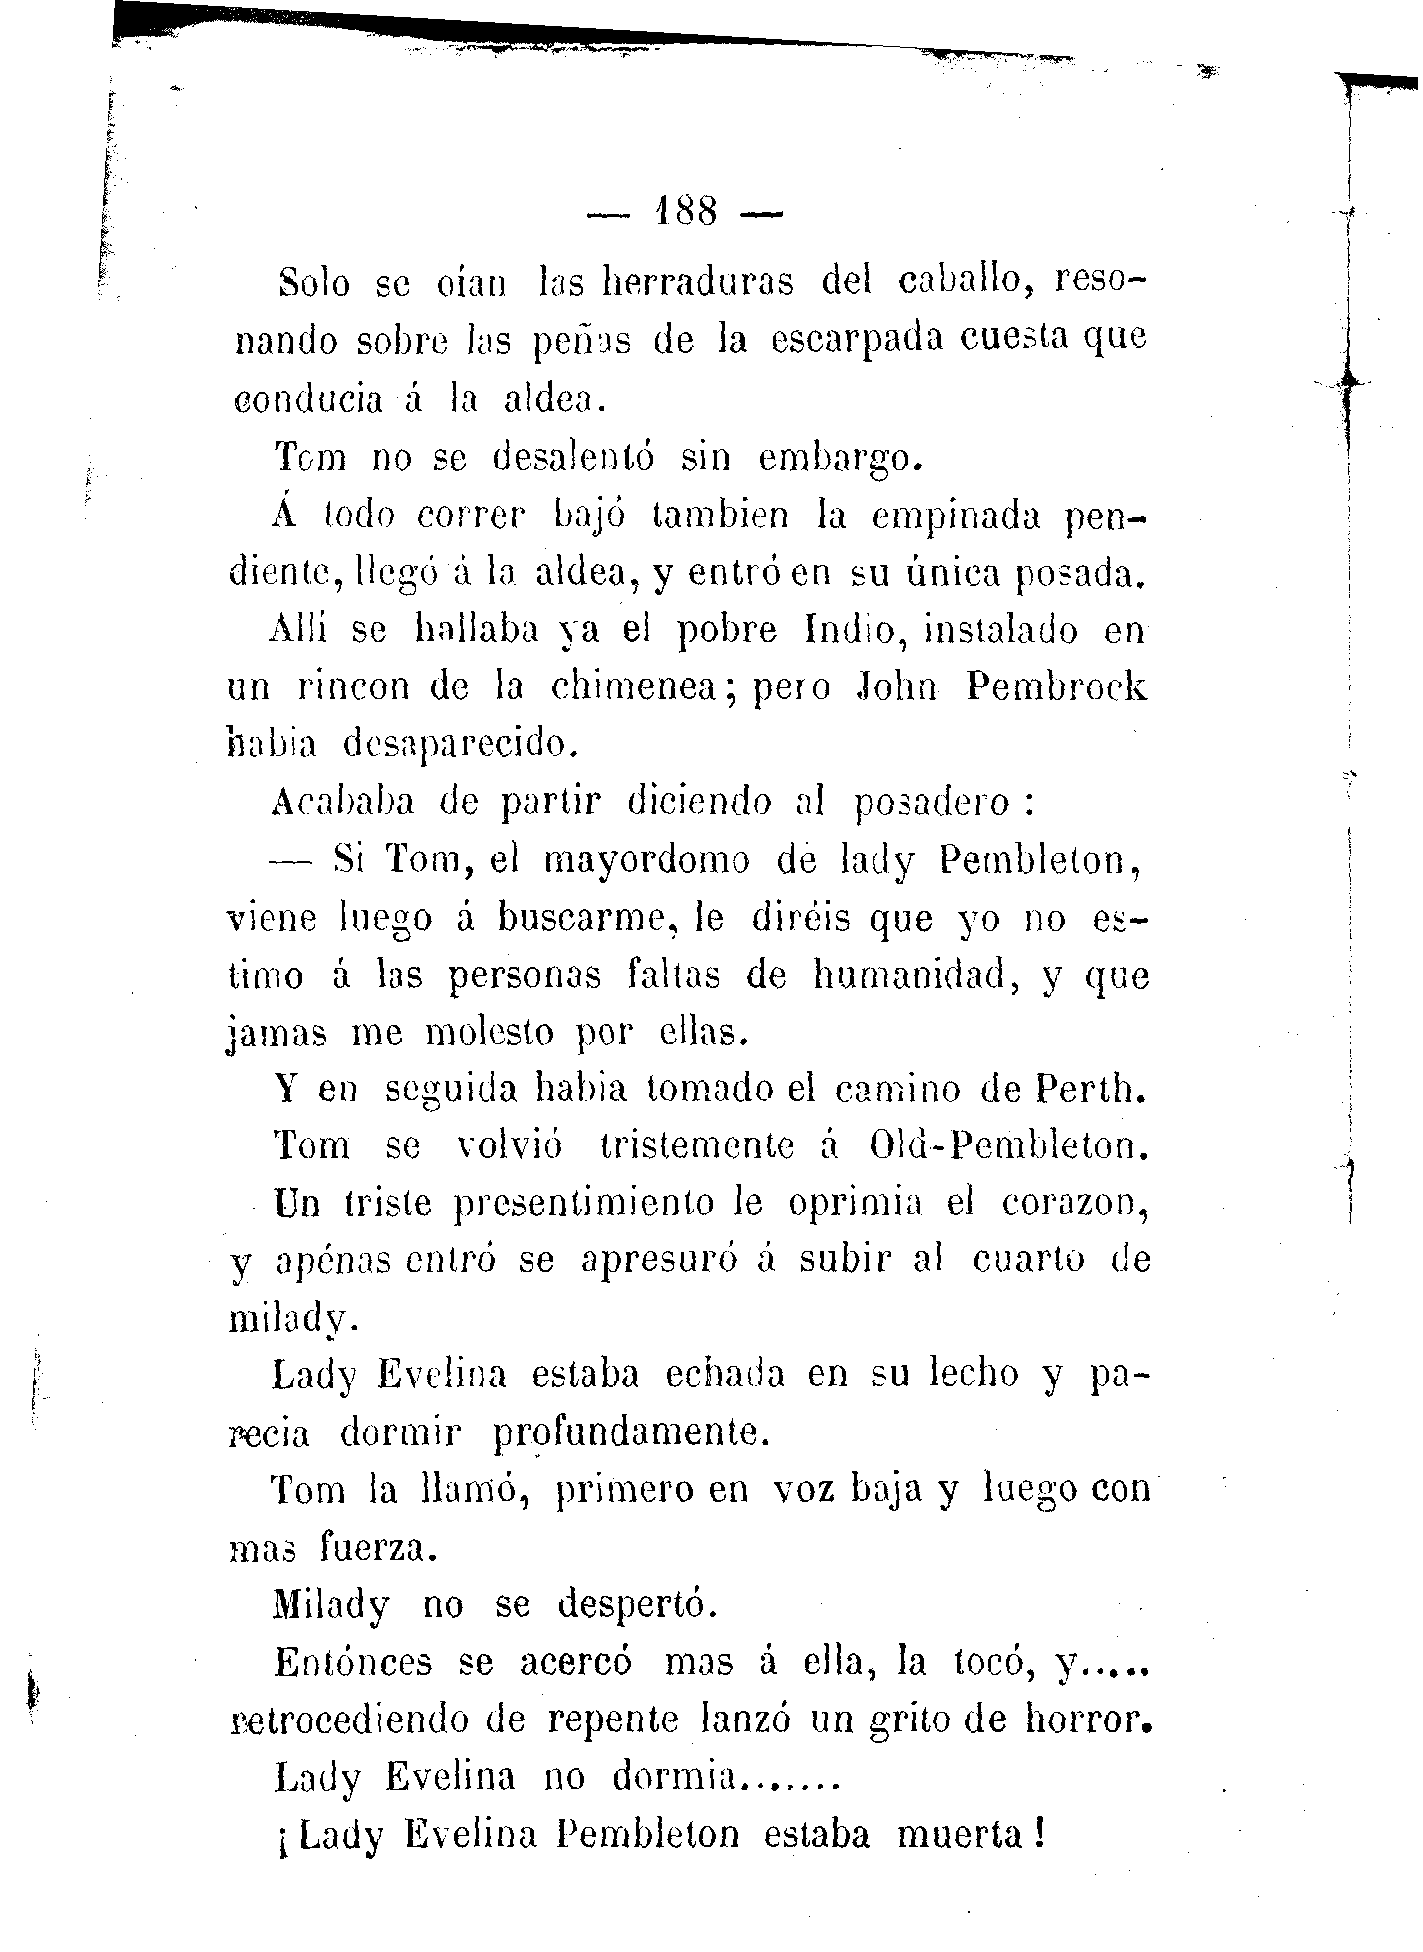 — 188 —
Solo se oían las herraduras del caballo, reso-
nando sobre las peñas de la escarpada cuesta que
conducia á la aldea.
Tom no se desalentó sin embargo.
Á todo correr bajó tambien la empinada pen-
diente, llegó á la aldea, y entró en su única posada.
Allí se hallaba ya el pobre Indio, instalado en
un rincon de la chimenea; pero John Pembrock
habia desaparecido.
Acababa de partir diciendo al posadero :
— Si Tom, el mayordomo de lady Pembleton,
viene luego á buscarme, le diréis que yo no es-
timo á las personas faltas de humanidad, y que
jamas me molesto por ellas.
Y en seguida habia tomado el camino de Perth.
Tom se volvió tristemente á Old-Pembleton.
Un triste presentimiento le oprimia el corazon,
y apénas entró se apresuró á subir al cuarto de
milady.
Lady Evelina estaba echada en su lecho y pa-
recia dormir profundamente.
Tom la llamó, primero en voz baja y luego con
mas fuerza.
Milady no se despertó.
Entónces se acercó mas á ella, la tocó, y.....
retrocediendo de repente lanzó un grito de horror.
Lady Evelina no dormia.......
¡Lady Evelina Pembleton estaba muerta !